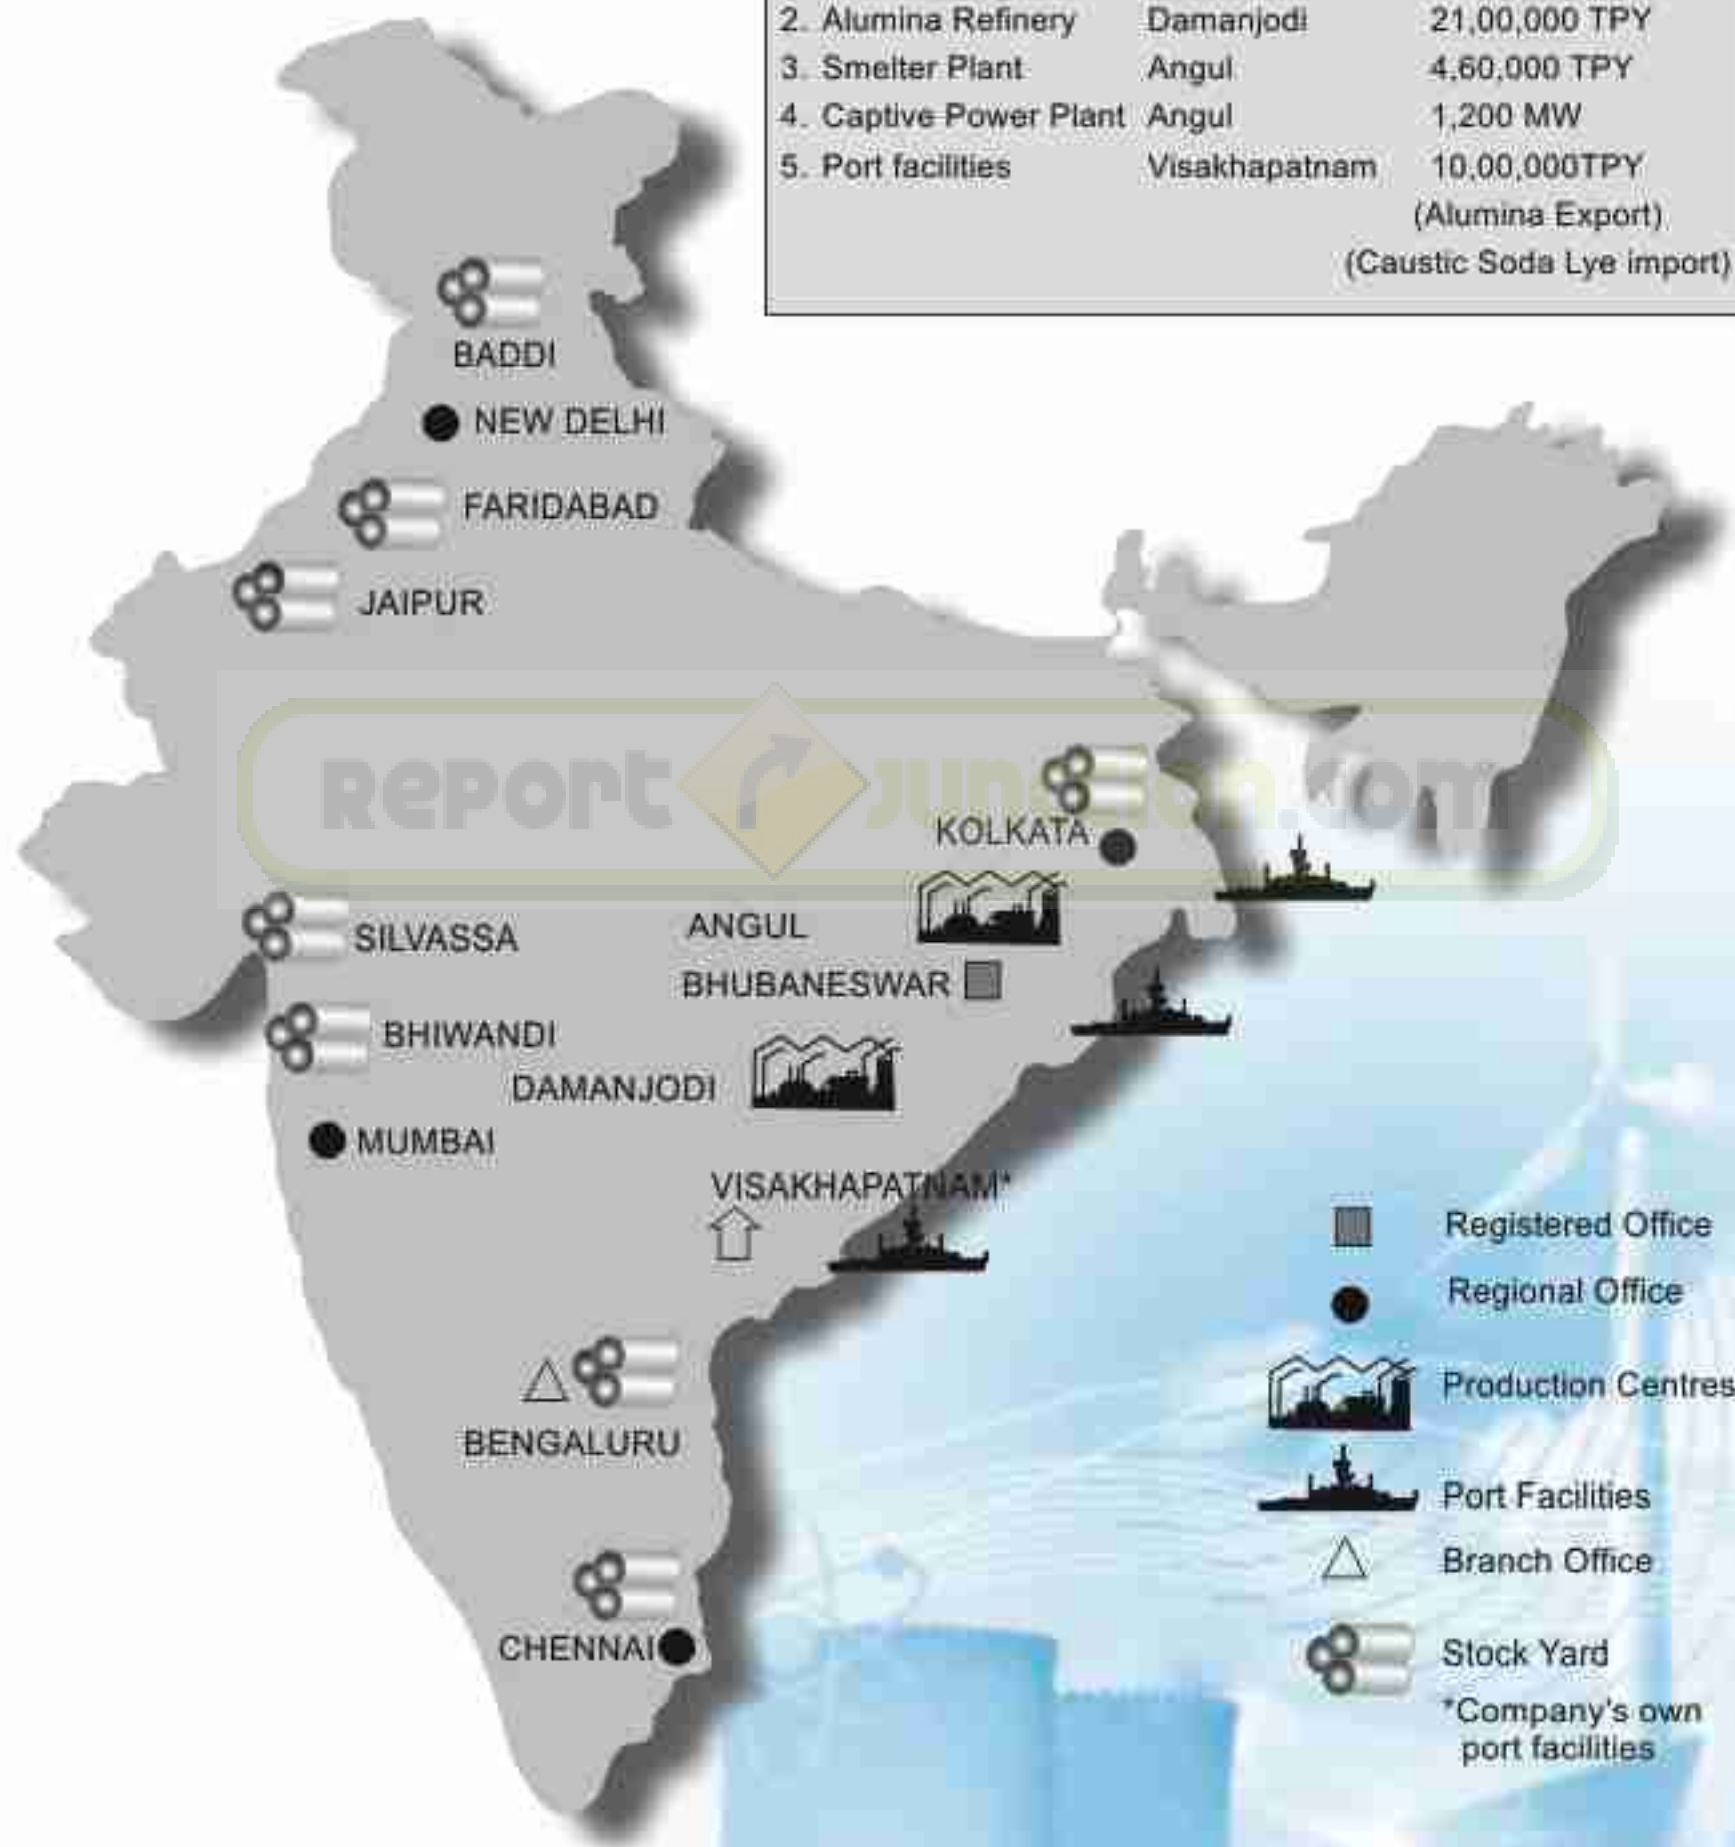 2. Alumina Refinery Damanjodi 21,00,000 TPY
3. Smelter Plant Angul 4,60,000 TPY
4. Captive Power Plant Angul 1,200 MW
5. Port facilities Visakhapatnam 10,00,000TPY
(Alumina Export)
(Caustic Soda Lye import)
BADDI
NEW DELHI
FARIDABAD
JAIPUR
REPORT JUNCTION.COM
KOLKATA
ANGUL
SILVASSA
BHUBANESWAR
BHIWANDI
DAMANJODI
MUMBAI
VISAKHAPATNAM*
BENGALURU
CHENNAI
Registered Office
Regional Office
Production Centres
Port Facilities
Branch Office
Stock Yard
*Company's own
port facilities